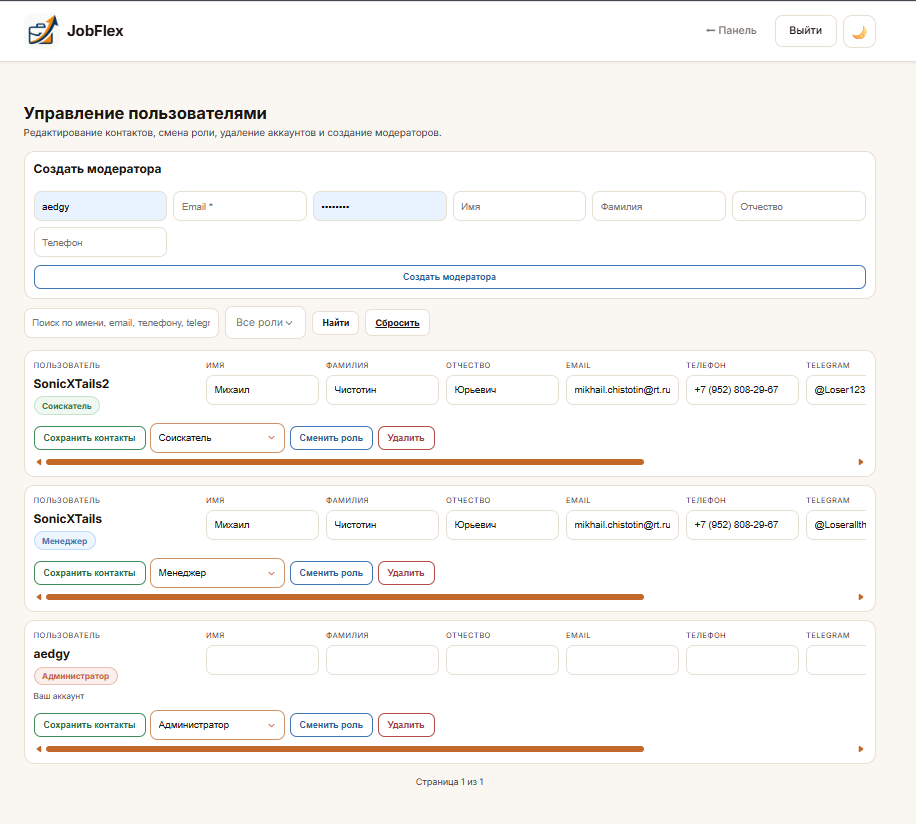 JobFlex
← Панель
Выйти
Управление пользователями
Редактирование контактов, смена роли, удаление аккаунтов и создание модераторов.
Создать модератора
aedgy Email * •••••••• Имя Фамилия Отчество
Телефон
Создать модератора
Поиск по имени, email, телефону, telegr Все роли Найти Сбросить
ПОЛЬЗОВАТЕЛЬ ИМЯ ФАМИЛИЯ ОТЧЕСТВО EMAIL ТЕЛЕФОН TELEGRAM
SonicXTails2 Михаил Чистотин Юрьевич mikhail.chistotin@rt.ru +7 (952) 808-29-67 @Loser123
Соискатель
Сохранить контакты Соискатель Сменить роль Удалить
ПОЛЬЗОВАТЕЛЬ ИМЯ ФАМИЛИЯ ОТЧЕСТВО EMAIL ТЕЛЕФОН TELEGRAM
SonicXTails Михаил Чистотин Юрьевич mikhail.chistotin@rt.ru +7 (952) 808-29-67 @Loserallth
Менеджер
Сохранить контакты Менеджер Сменить роль Удалить
ПОЛЬЗОВАТЕЛЬ ИМЯ ФАМИЛИЯ ОТЧЕСТВО EMAIL ТЕЛЕФОН TELEGRAM
aedgy
Администратор
Ваш аккаунт
Сохранить контакты Администратор Сменить роль Удалить
Страница 1 из 1